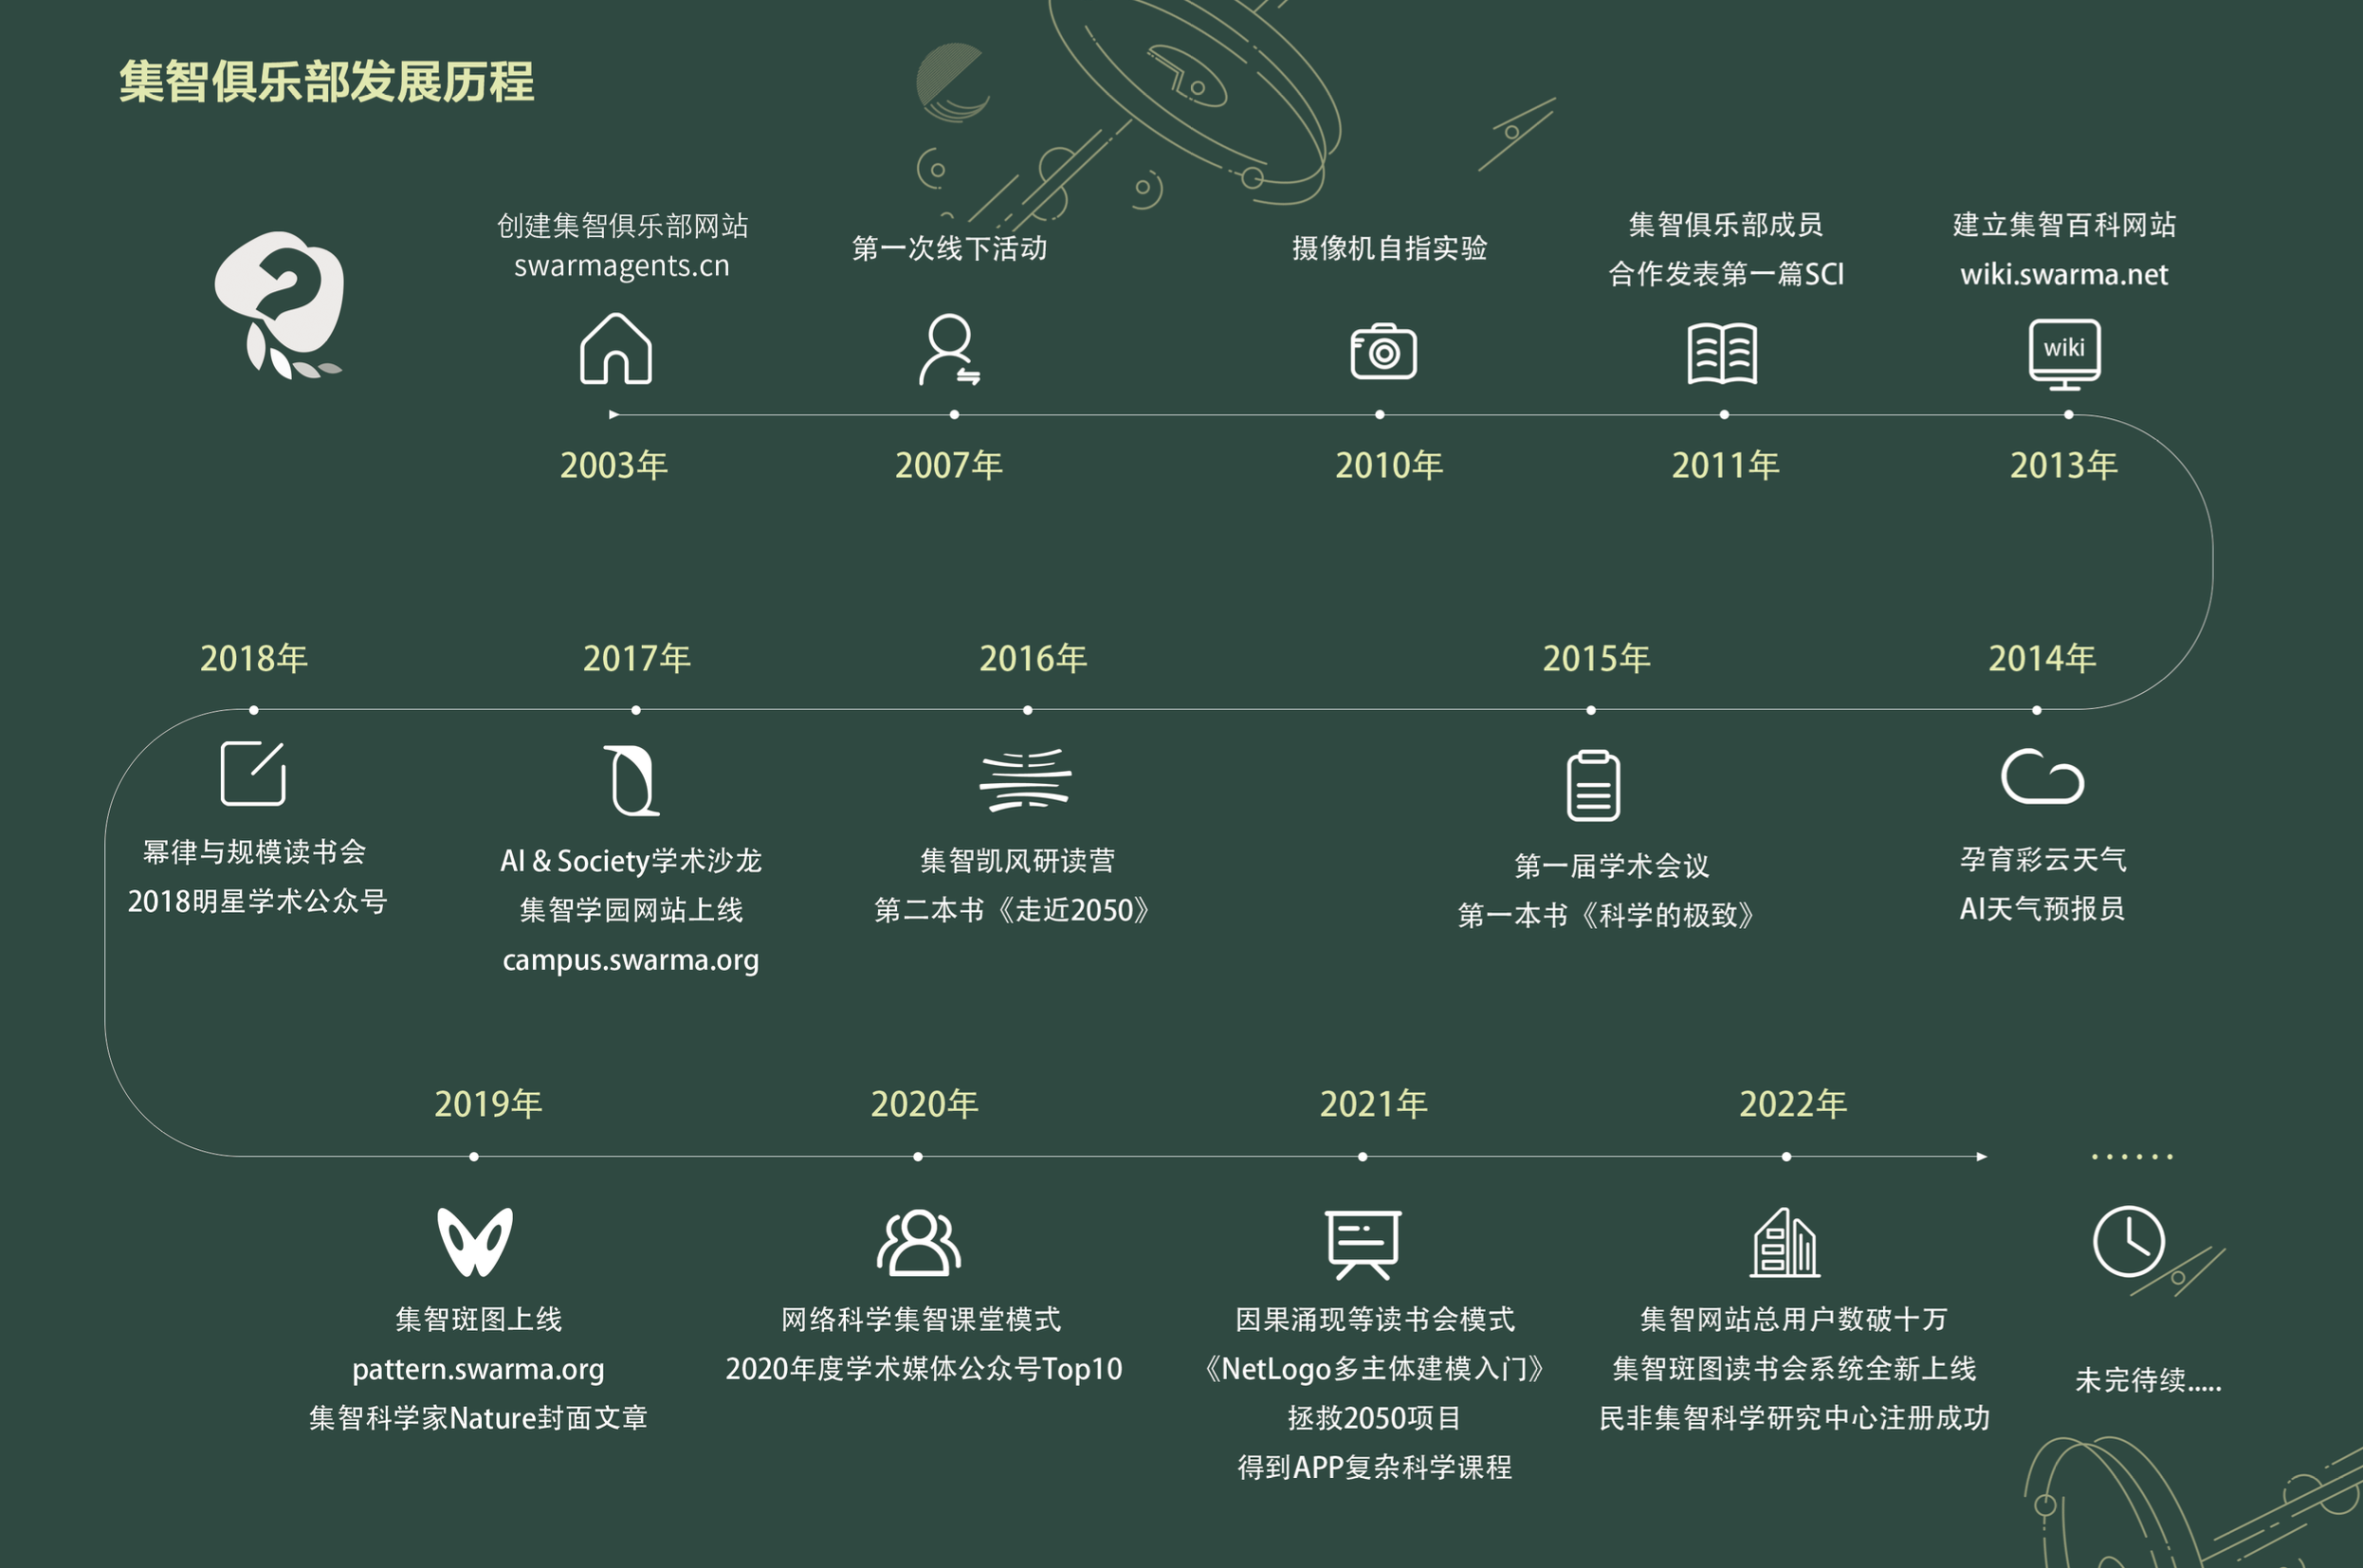 集智俱乐部发展历程
创建集智俱乐部网站
swarmagents.cn
2003年
第一次线下活动
2007年
摄像机自指实验
2010年
集智俱乐部成员
合作发表第一篇SCI
2011年
建立集智百科网站
wiki.swarma.net
wiki
2013年
2014年
孕育彩云天气
AI天气预报员
2015年
第一届学术会议
第一本书《科学的极致》
2016年
集智凯风研读营
第二本书《走近2050》
2017年
AI & Society学术沙龙
集智学园网站上线
campus.swarma.org
2018年
幂律与规模读书会
2018明星学术公众号
2019年
集智斑图上线
pattern.swarma.org
集智科学家Nature封面文章
2020年
网络科学集智课堂模式
2020年度学术媒体公众号Top10
2021年
因果涌现等读书会模式
《NetLogo多主体建模入门》
拯救2050项目
得到APP复杂科学课程
2022年
集智网站总用户数破十万
集智斑图读书会系统全新上线
民非集智科学研究中心注册成功
······
未完待续.....